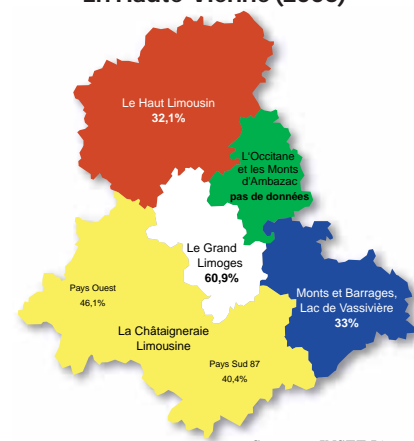 Le Haut Limousin
32,1%
L'Occitane
et les Monts
d'Ambazac
pas de données
Le Grand
Limoges
60,9%
Pays Ouest
46,1%
Monts et Barrages,
Lac de Vassivière
33%
La Châtaigneraie
Limousine
Pays Sud 87
40,4%